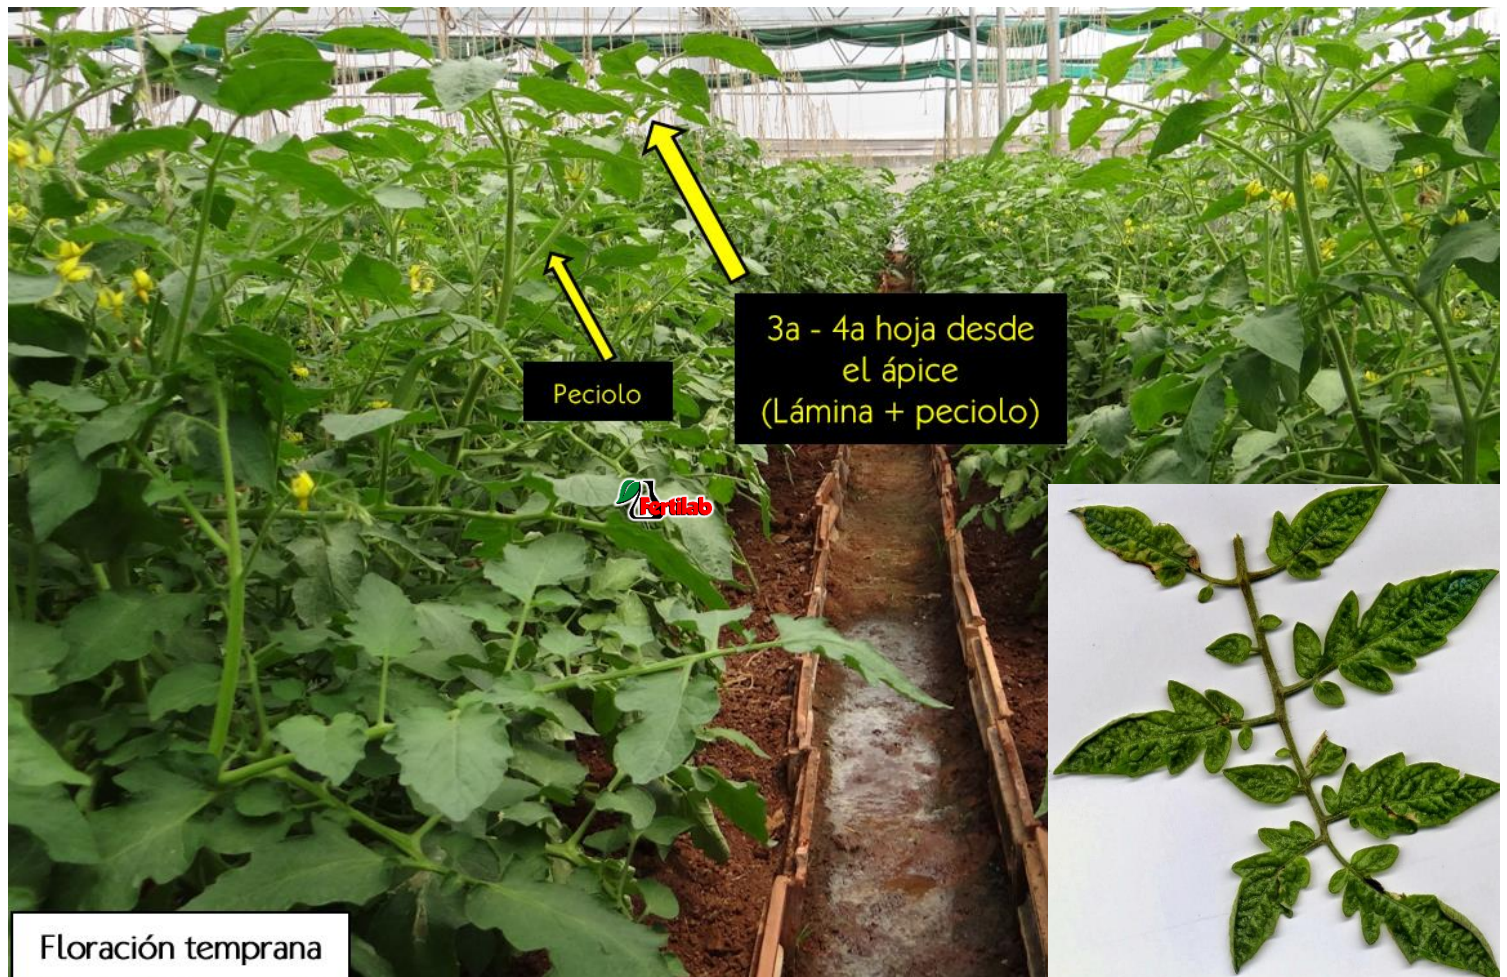 3a - 4a hoja desde
el ápice
(Lámina + peciolo)
Peciolo
Fertilab
Floración temprana